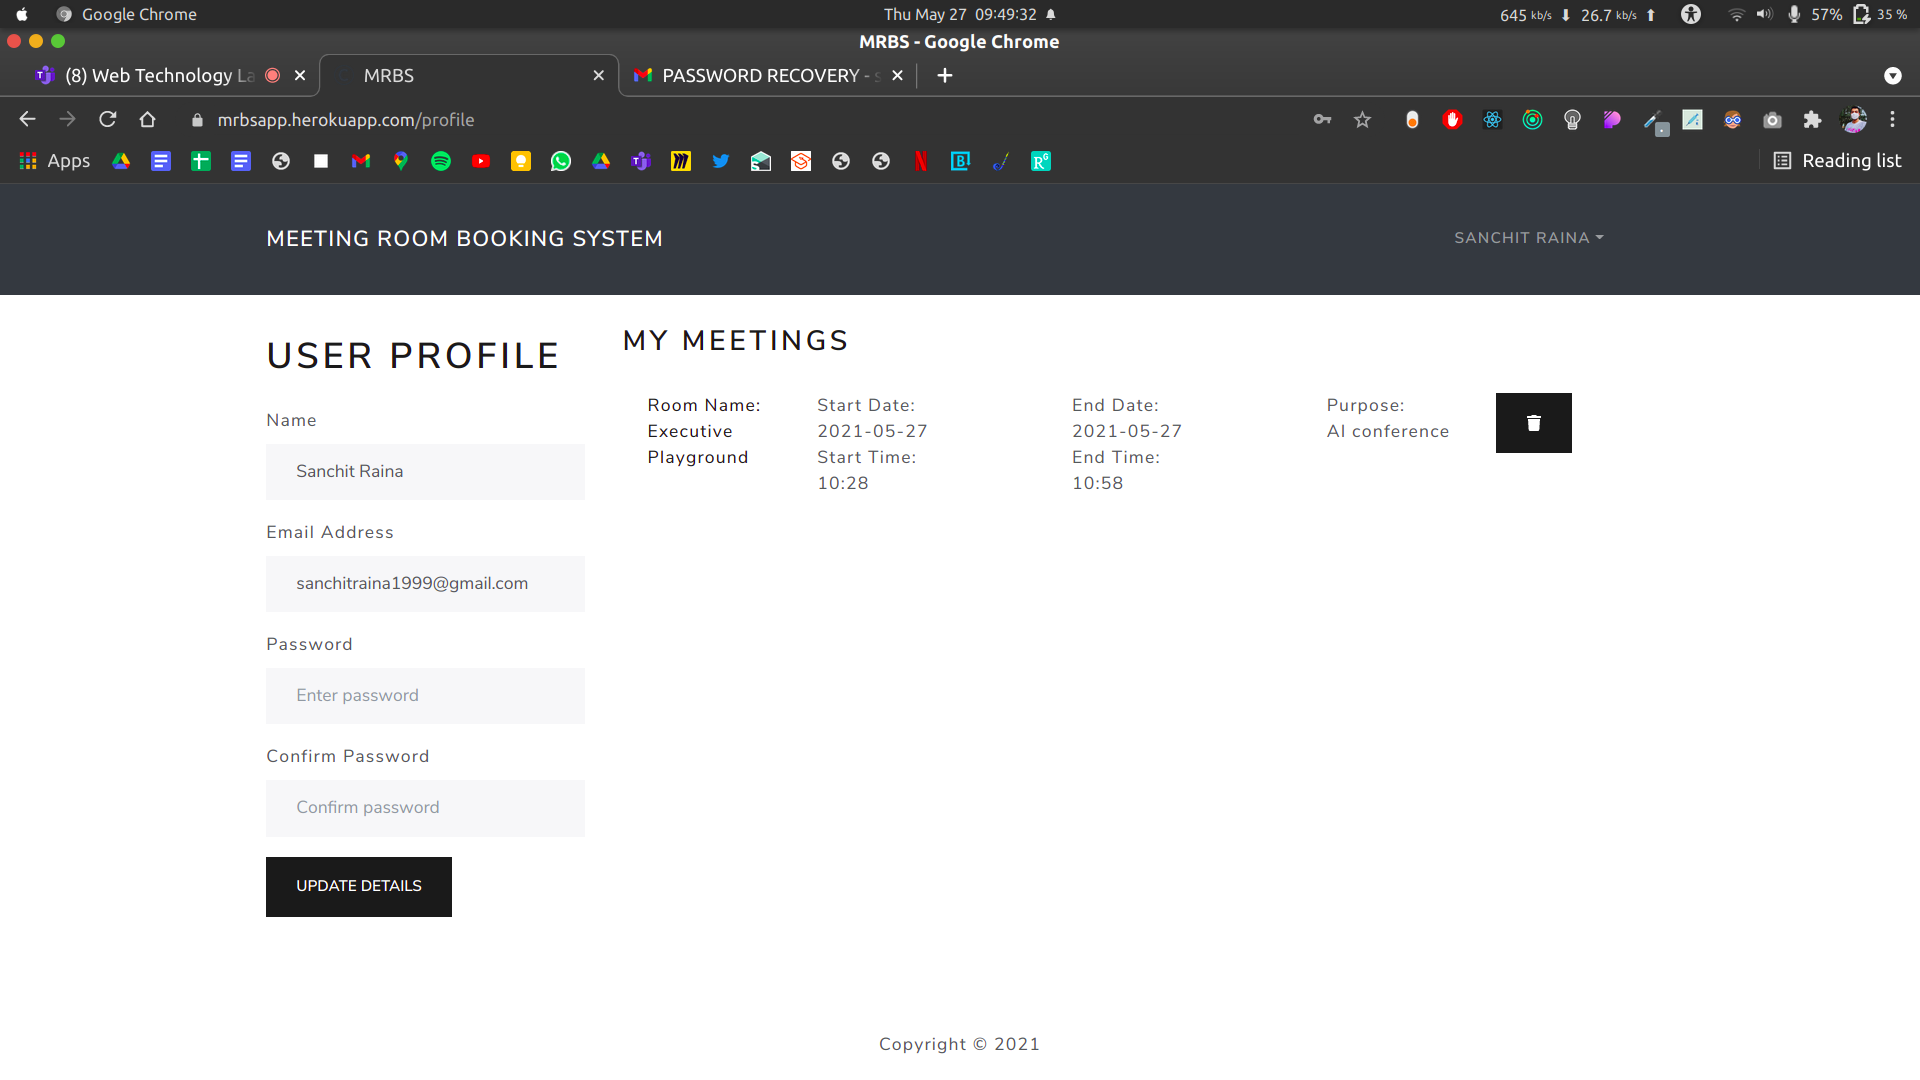 Google Chrome
Thu May 27 09:49:32
645 kb/s 26.7 kb/s 57% 35 %
MRBS - Google Chrome
(8) Web Technology La
MRBS
PASSWORD RECOVERY - s
mrbsapp.herokuapp.com/profile
Apps
Reading list
MEETING ROOM BOOKING SYSTEM
SANCHIT RAINA
USER PROFILE
Name
Sanchit Raina
Email Address
sanchitraina1999@gmail.com
Password
Enter password
Confirm Password
Confirm password
UPDATE DETAILS
MY MEETINGS
Room Name:
Executive
Playground
Start Date:
2021-05-27
Start Time:
10:28
End Date:
2021-05-27
End Time:
10:58
Purpose:
AI conference
Copyright © 2021